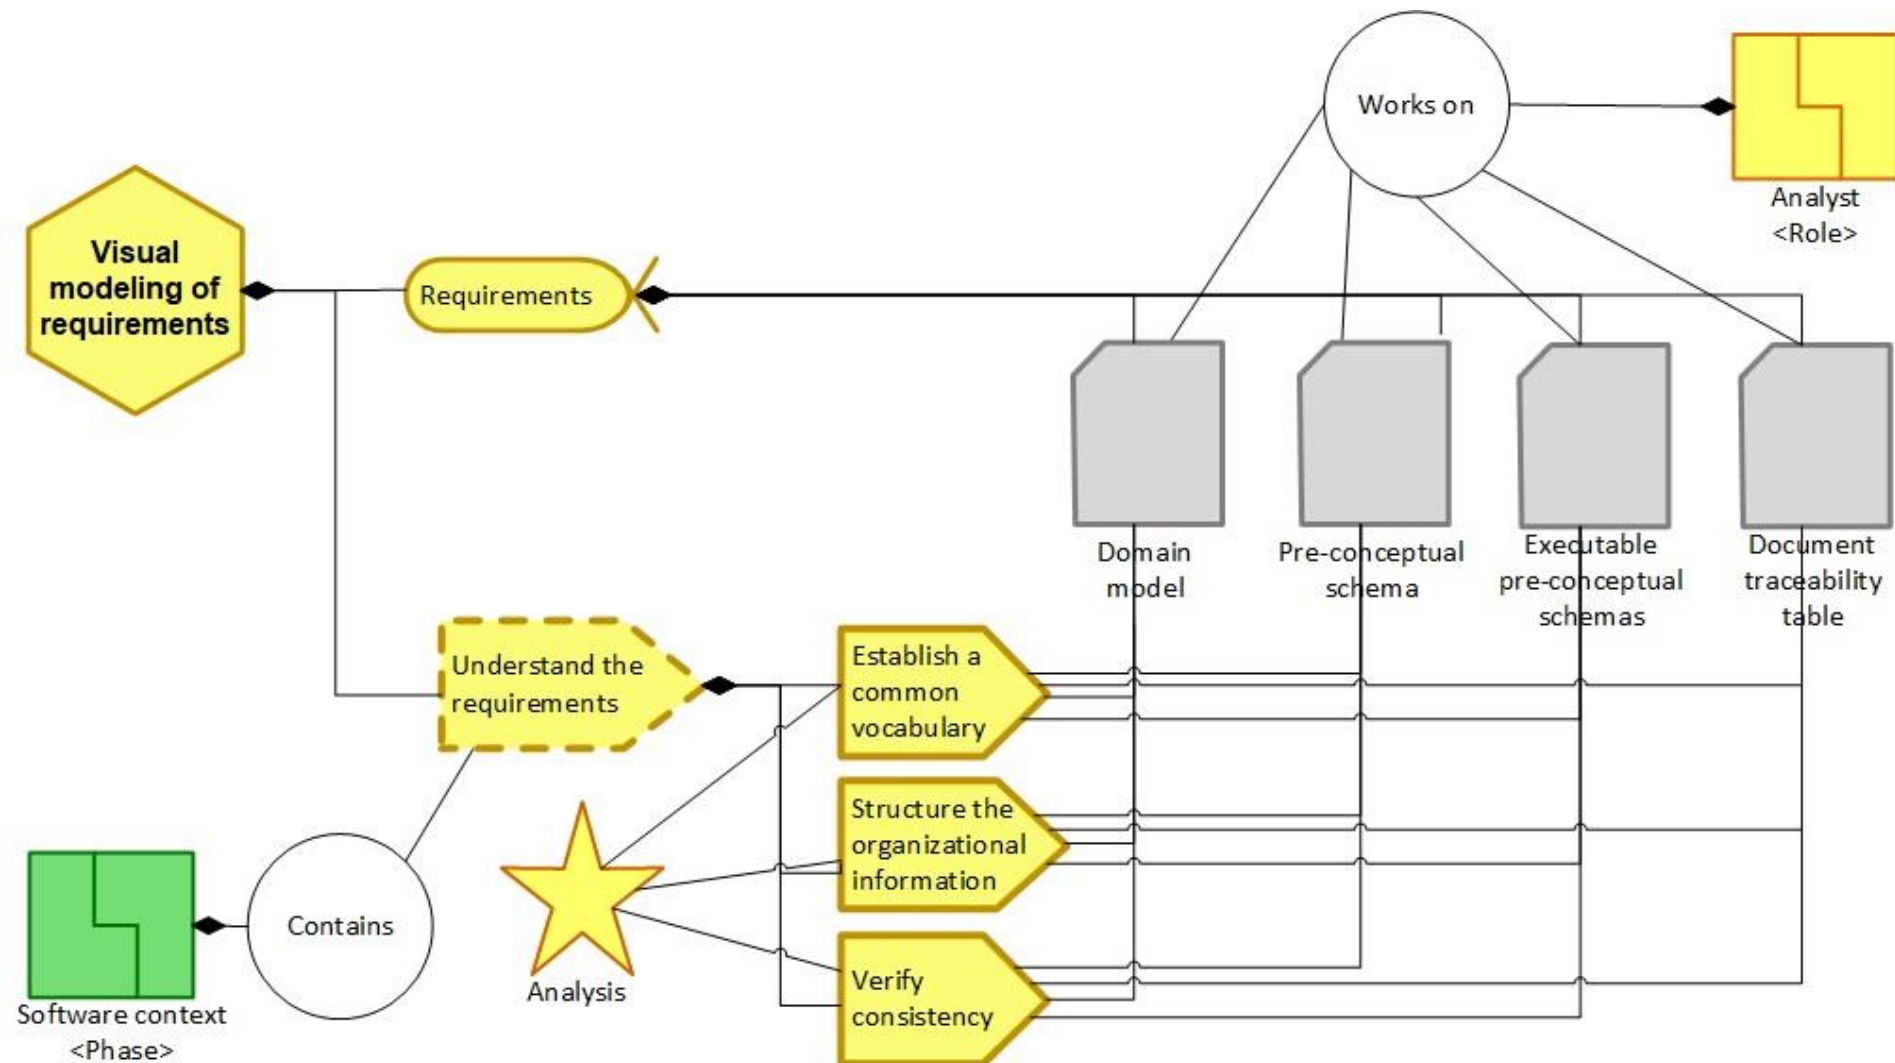 Works on
Analyst
<Role>
Visual
modeling of
requirements
Requirements
Domain
model
Pre-conceptual
schema
Executable
pre-conceptual
schemas
Document
traceability
table
Understand the
requirements
Establish a
common
vocabulary
Structure the
organizational
information
Contains
Analysis
Verify
consistency
Software context
<Phase>